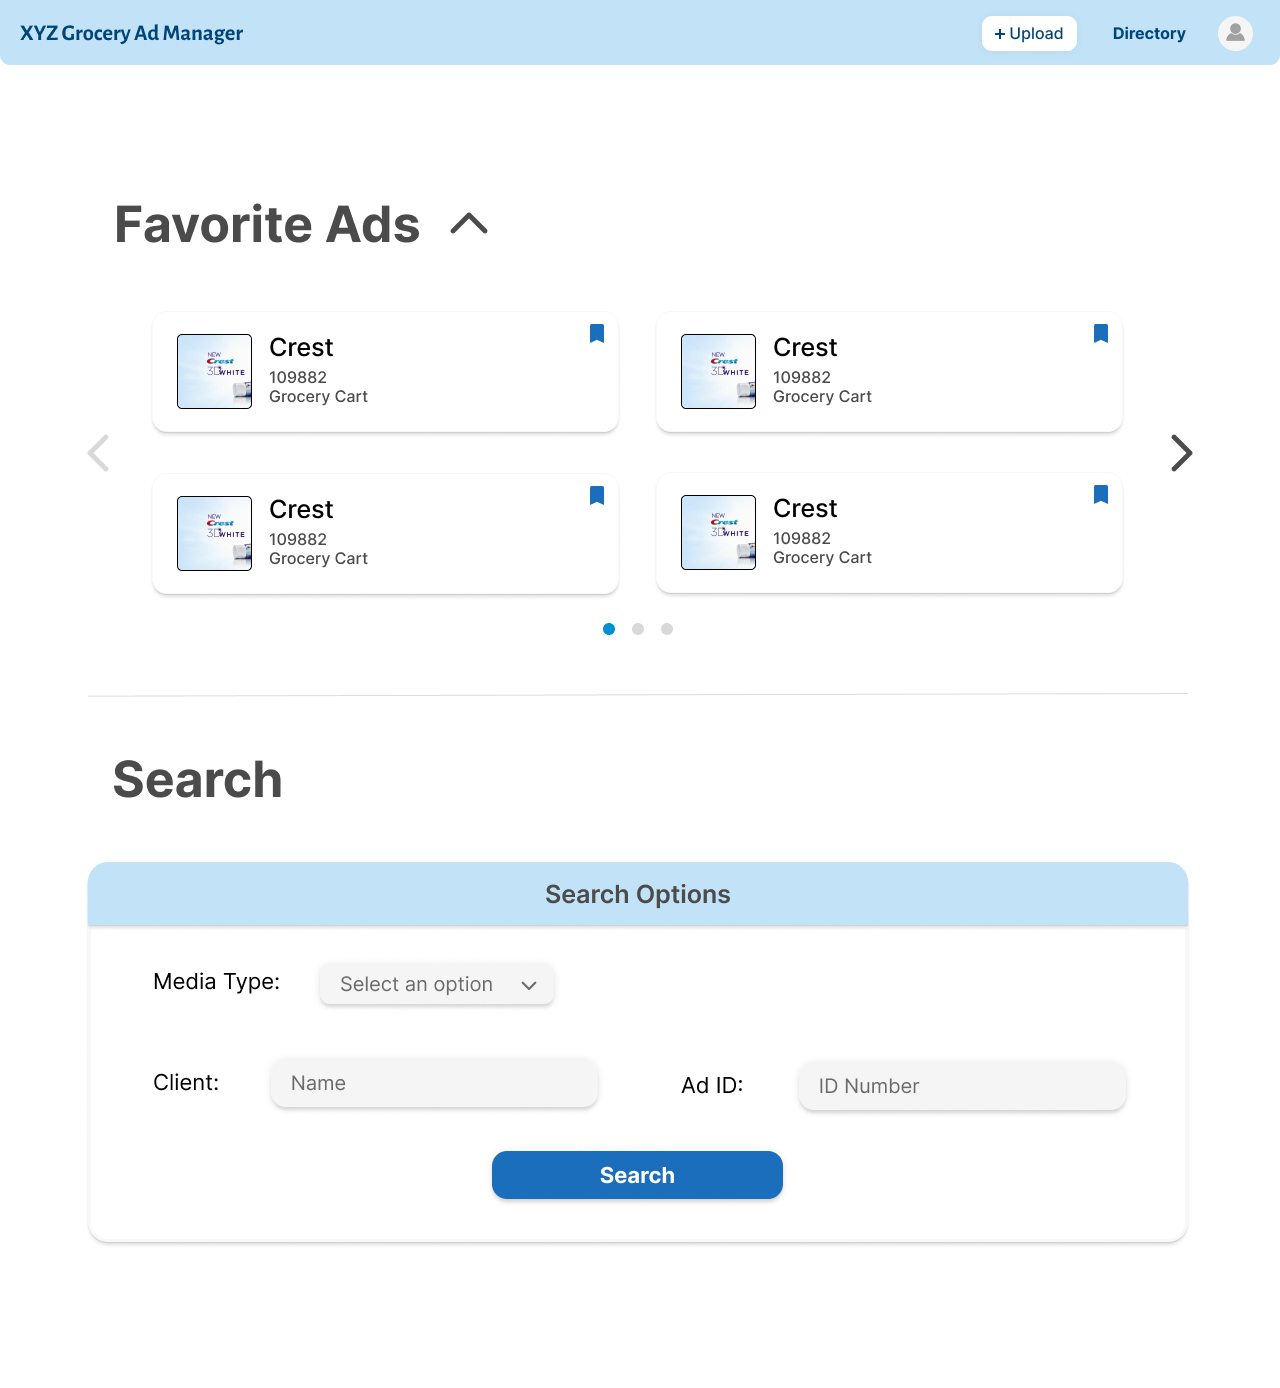 XYZ Grocery Ad Manager
+ Upload
Directory
Favorite Ads
NEW
Crest
3D WHITE
Crest
109882
Grocery Cart
NEW
Crest
3D WHITE
Crest
109882
Grocery Cart
NEW
Crest
3D WHITE
Crest
109882
Grocery Cart
NEW
Crest
3D WHITE
Crest
109882
Grocery Cart
Search
Search Options
Media Type:
Select an option
Client:
Name
Ad ID:
ID Number
Search